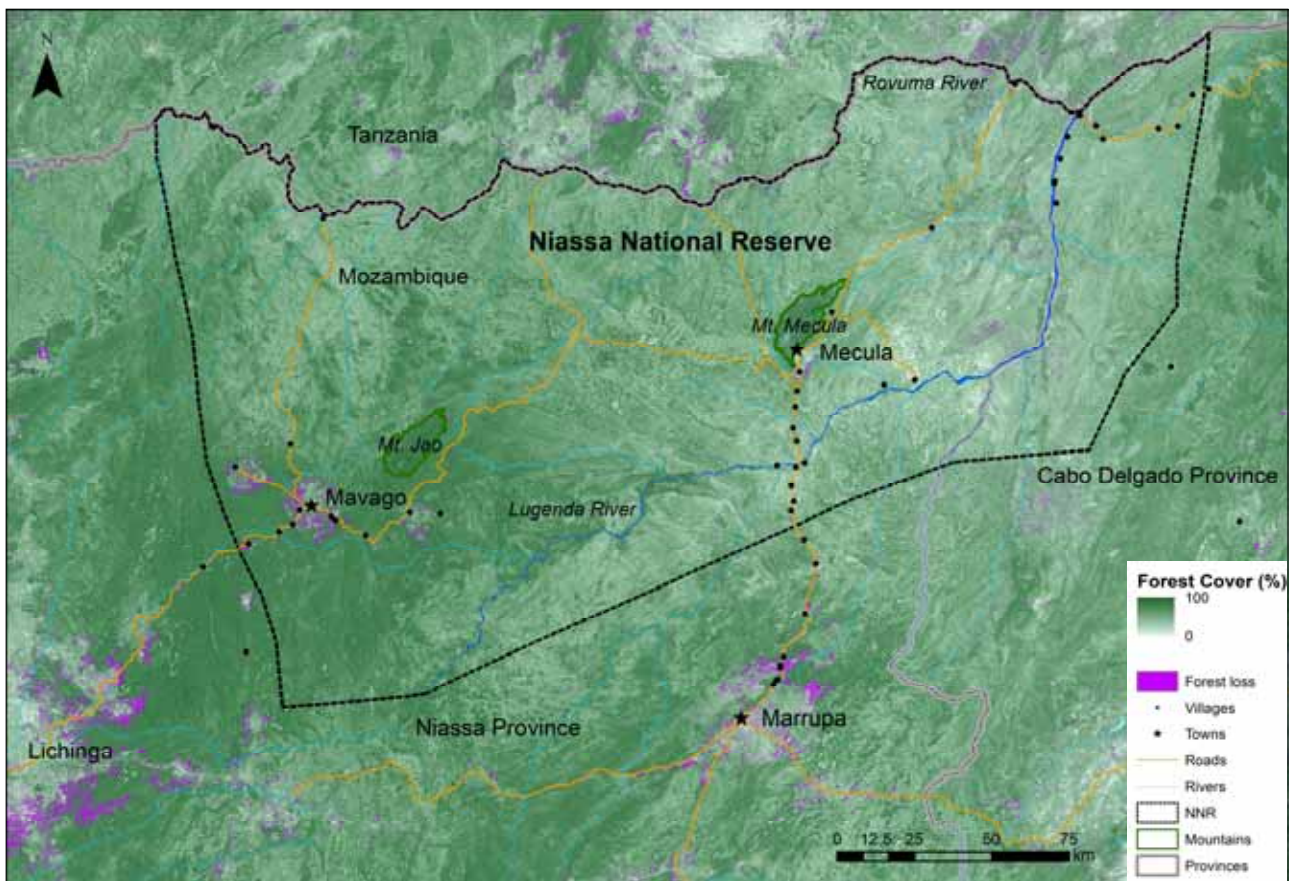 N
Rovuma River
Tanzania
Niassa National Reserve
Mozambique
Mt. Mecula
Mecula
Mt. Jao
Mavago
Cabo Delgado Province
Lugenda River
Niassa Province
Marrupa
Lichinga
Forest Cover (%)
100
0
Forest loss
Villages
Towns
Roads
Rivers
NNR
Mountains
Provinces
0 12.5 25 50 75
km